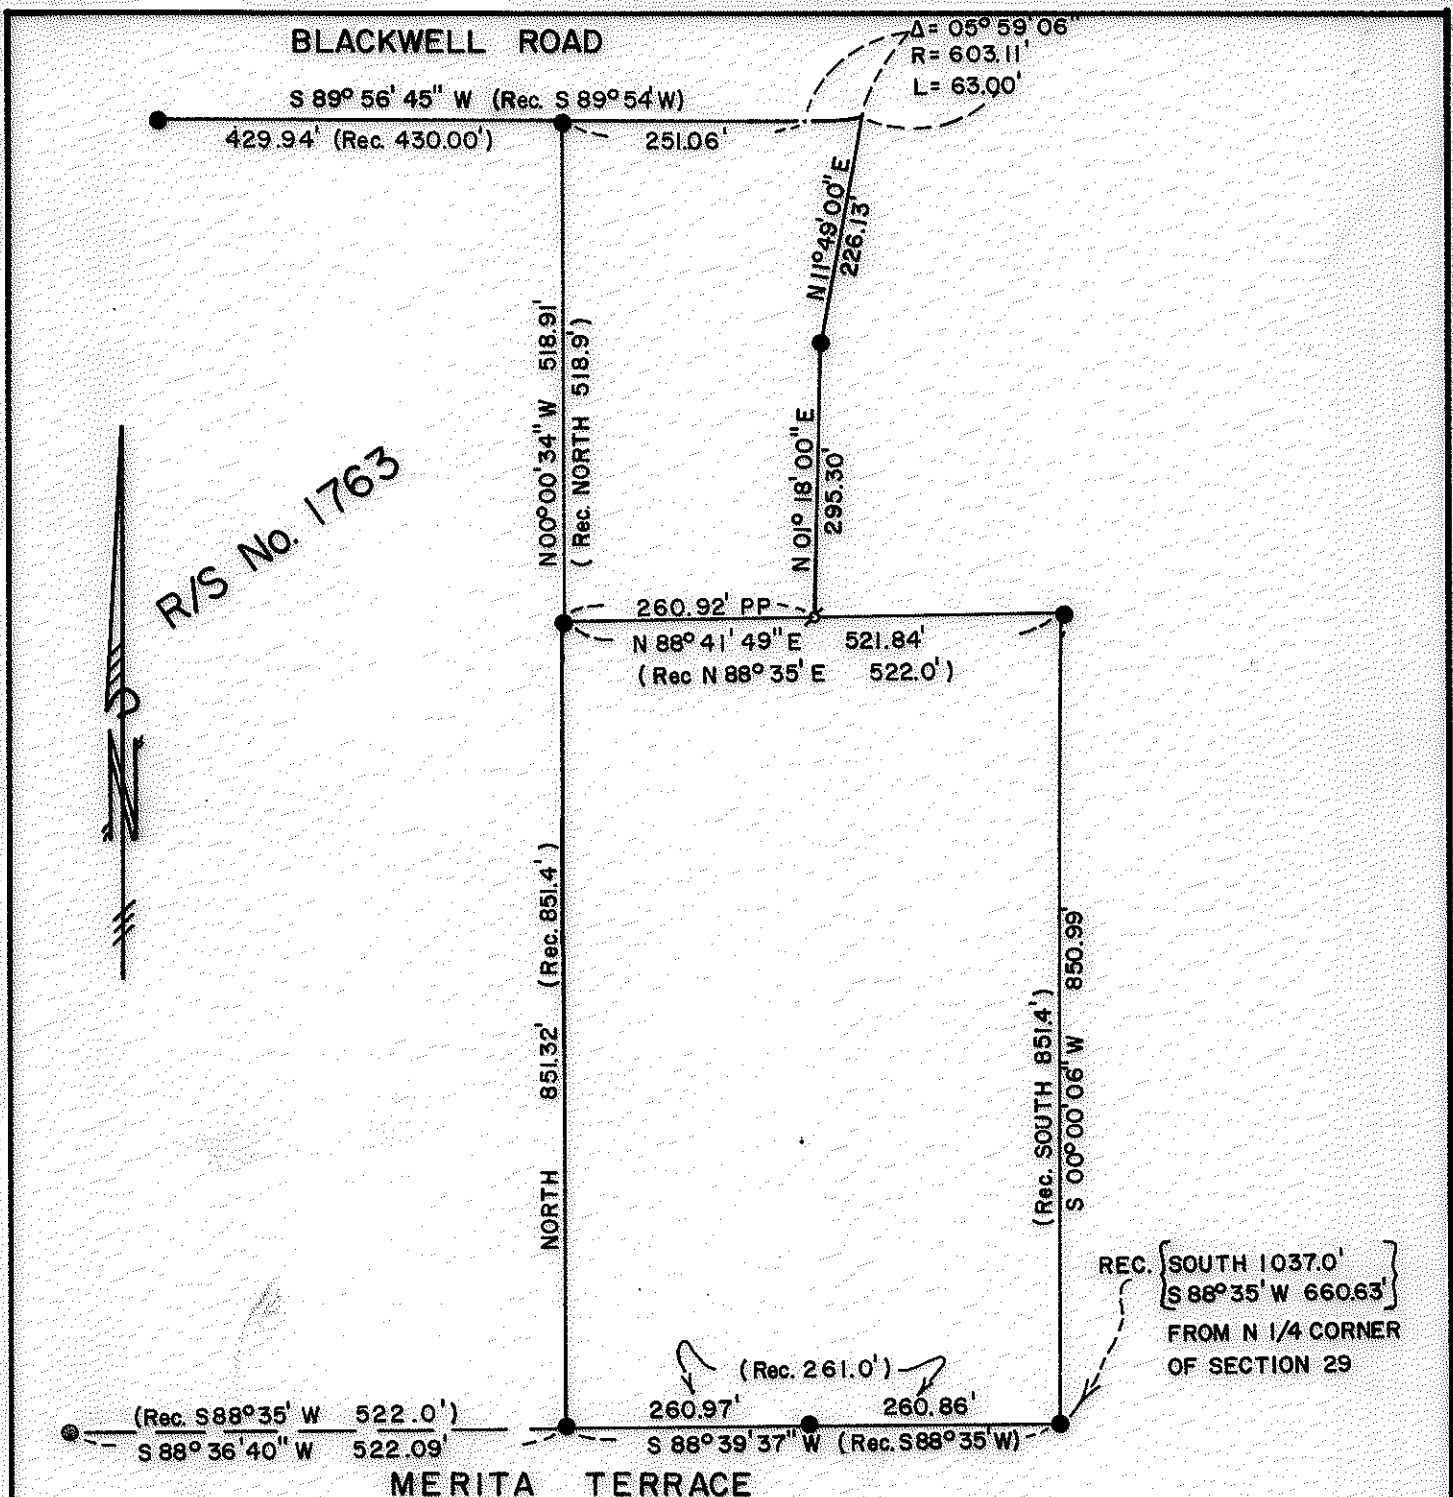 BLACKWELL ROAD
Δ= 05° 59' 06"
R= 603.11'
L= 63.00'
S 89° 56' 45" W (Rec. S 89° 54' W)
429.94' (Rec. 430.00')
251.06'
N 11° 49' 00" E
226.13'
N00°00'34" W 518.91'
(Rec. NORTH 518.9')
N 01° 18' 00" E
295.30'
R/S No. 1763
260.92' PP
N 88° 41' 49" E 521.84'
(Rec N 88° 35' E 522.0')
N
NORTH 851.32' (Rec. 851.4')
(Rec. SOUTH 851.4')
S 00°00'06" W 850.99'
REC. {SOUTH 1037.0'
S 88° 35' W 660.63'}
FROM N 1/4 CORNER
OF SECTION 29
(Rec. 261.0')
260.97' 260.86'
S 88° 39' 37" W (Rec. S 88° 35' W)
(Rec. S 88° 35' W 522.0')
S 88° 36' 40" W 522.09'
MERITA TERRACE